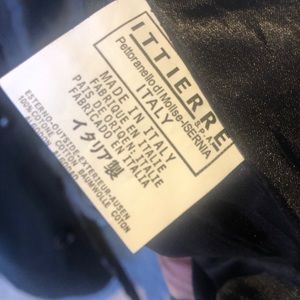 ITTIERRE
S.P.A.
Pettoranello di Molise-ISERNIA
ITALY
MADE IN ITALY
FABRIQUÉ EN ITALIE
PAIS DE ORIGEN: ITALIA
FABRICADO EN ITALIA
イタリア製
ESTERNO-OUTSIDE-EXTERIEUR-AUSEN
100% COTONE COTTON BAUMWOLLE COTON